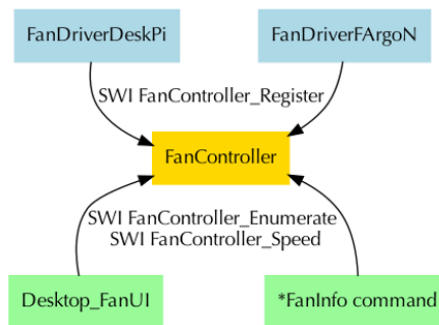 FanDriverDeskPi
FanDriverFArgoN
SWI FanController_Register
FanController
SWI FanController_Enumerate
SWI FanController_Speed
Desktop_FanUI
*FanInfo command